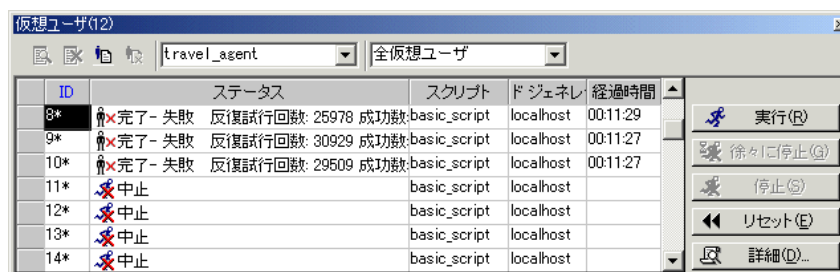 仮想ユーザ(12)
travel_agent 全仮想ユーザ
ID ステータス スクリプト ド ジェネレー 経過時間
8* 完了- 失敗 反復試行回数: 25978 成功数: basic_script localhost 00:11:29
9* 完了- 失敗 反復試行回数: 30929 成功数: basic_script localhost 00:11:27
10* 完了- 失敗 反復試行回数: 29509 成功数: basic_script localhost 00:11:27
11* 中止 basic_script localhost
12* 中止 basic_script localhost
13* 中止 basic_script localhost
14* 中止 basic_script localhost
実行(R)
徐々に停止(G)
停止(S)
リセット(E)
詳細(D)...